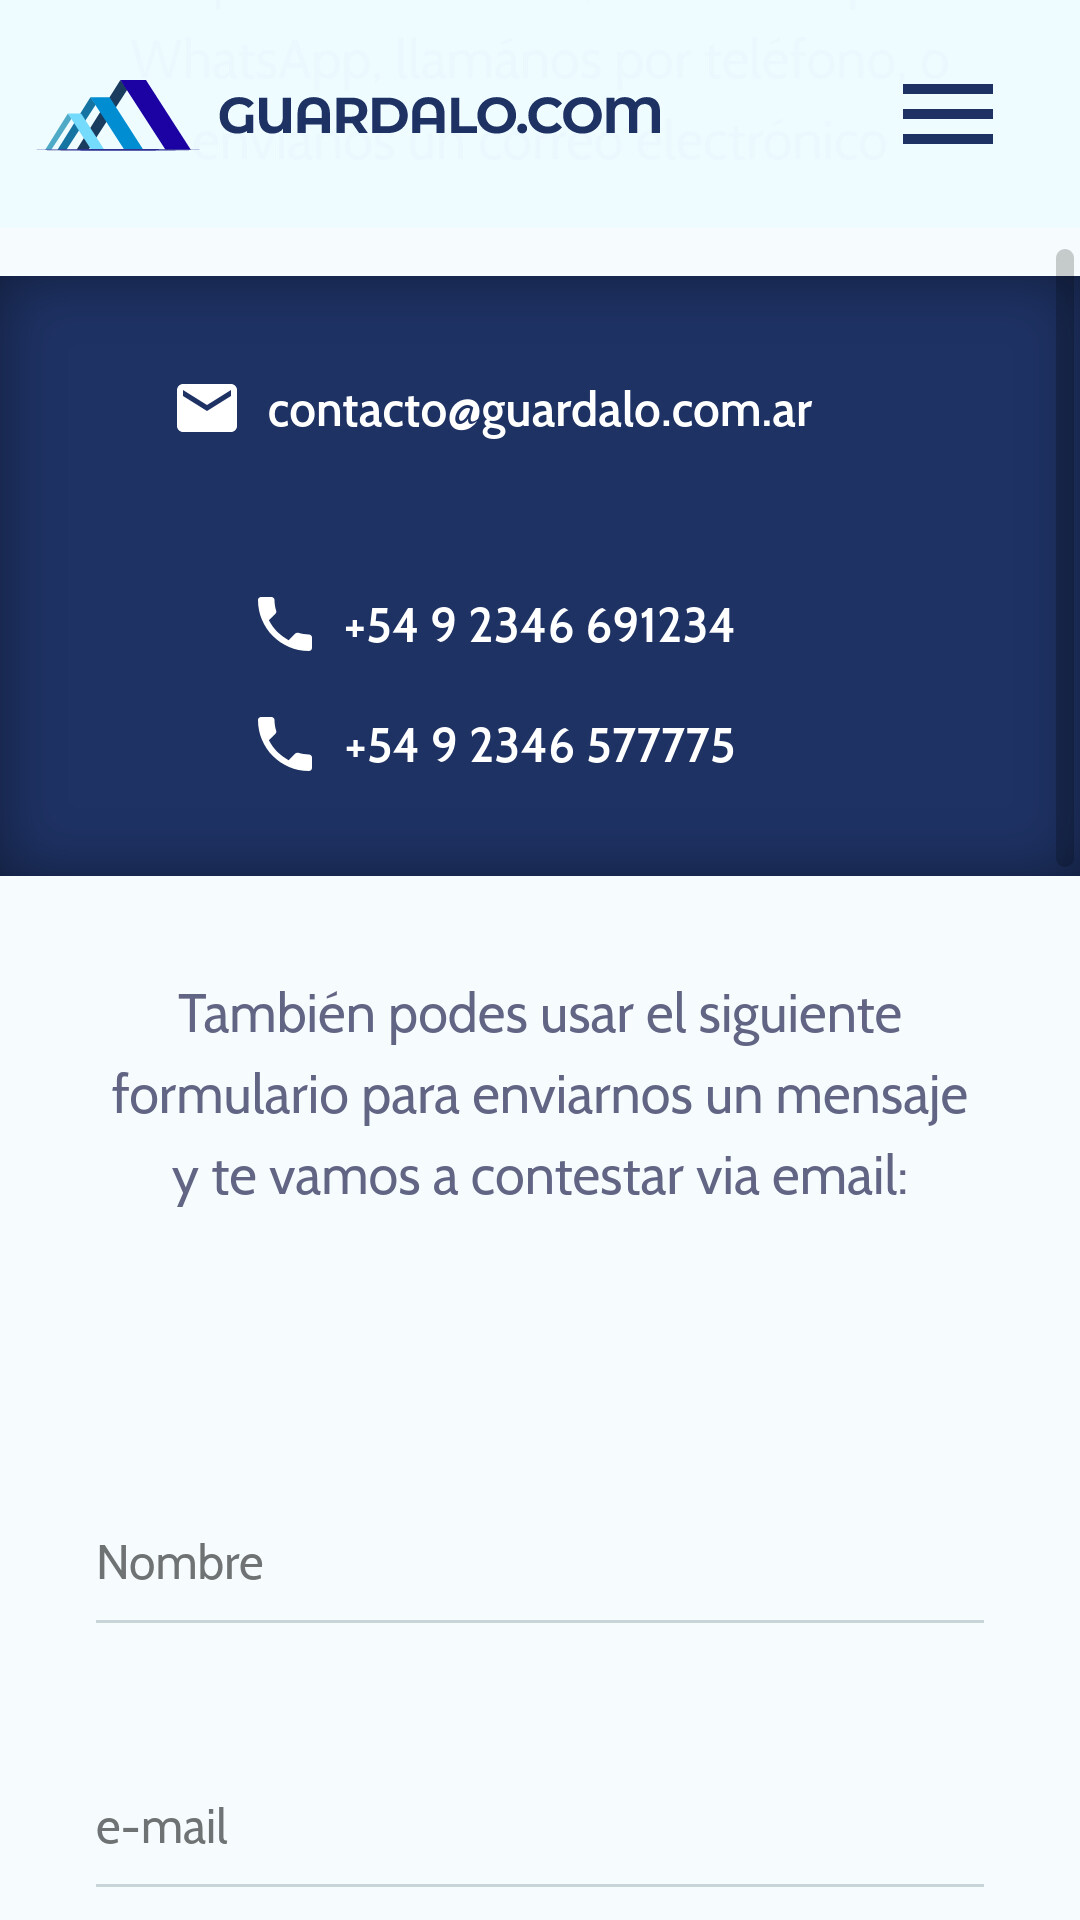 WhatsApp, llamános por teléfono, o
GUARDALO.COM
enviarlos un correo electrónico
contacto@guardalo.com.ar
+54 9 2346 691234
+54 9 2346 577775
También podes usar el siguiente
formulario para enviarnos un mensaje
y te vamos a contestar via email:
Nombre
e-mail